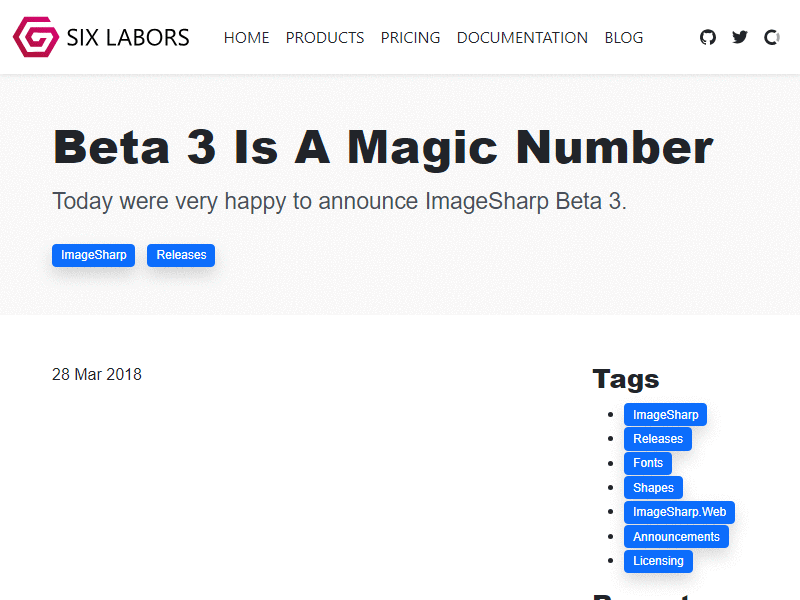 SIX LABORS
HOME PRODUCTS PRICING DOCUMENTATION BLOG
Beta 3 Is A Magic Number
Today were very happy to announce ImageSharp Beta 3.
ImageSharp Releases
28 Mar 2018
Tags
ImageSharp
Releases
Fonts
Shapes
ImageSharp.Web
Announcements
Licensing